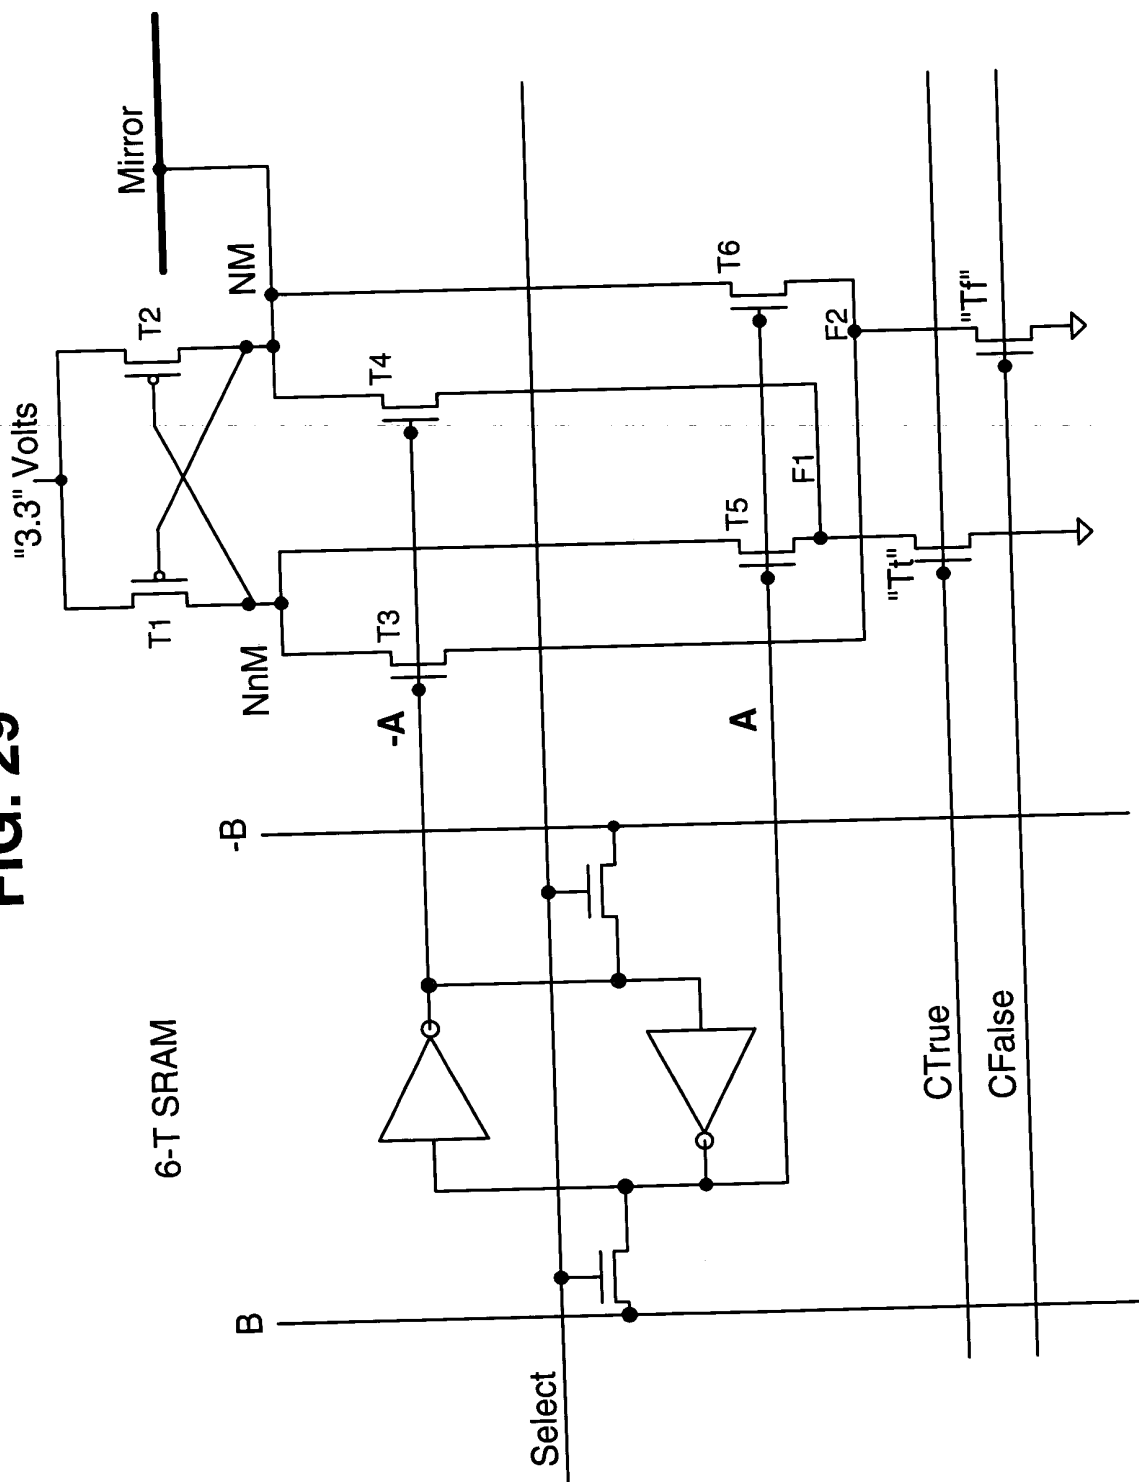 FIG. 29
6-T SRAM
"3.3" Volts
Mirror
T1
T2
NnM
NM
T3
T4
-A
-B
B
Select
A
T5
T6
F1
F2
"Tt"
"Tf"
CTrue
CFalse